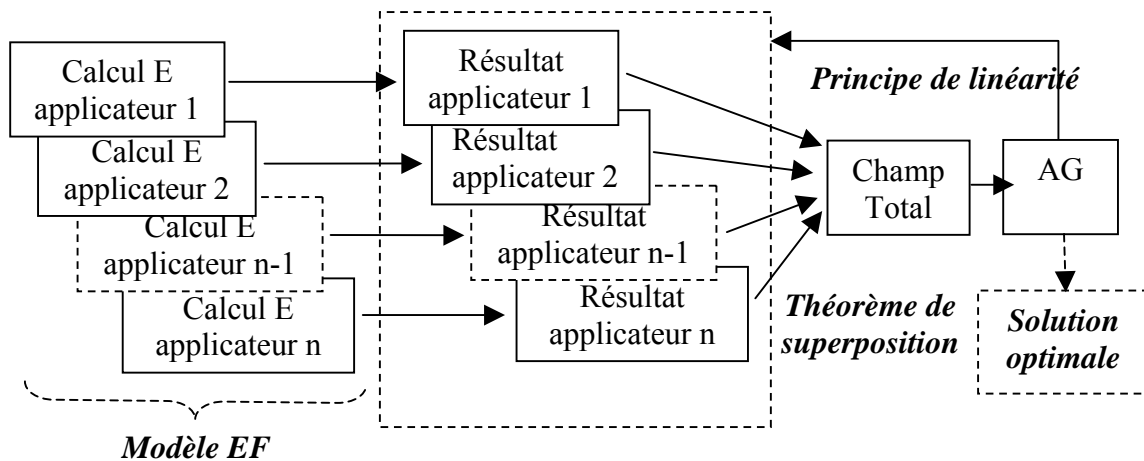 Calcul E
applicateur 1
Calcul E
applicateur 2
Calcul E
applicateur n-1
Calcul E
applicateur n
Modèle EF
Résultat
applicateur 1
Résultat
applicateur 2
Résultat
applicateur n-1
Résultat
applicateur n
Principe de linéarité
Champ
Total
AG
Théorème de
superposition
Solution
optimale